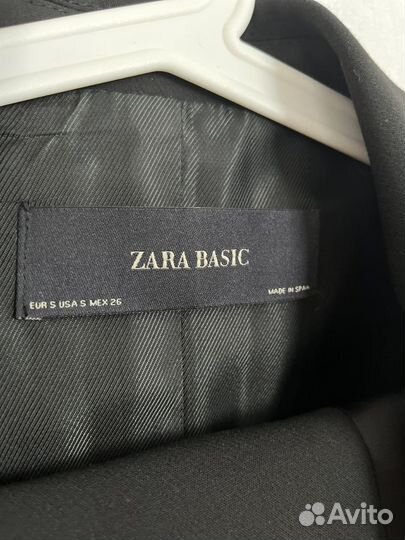 ZARA BASIC
EUR S USA S MEX 26
MADE IN SPAIN
Avito